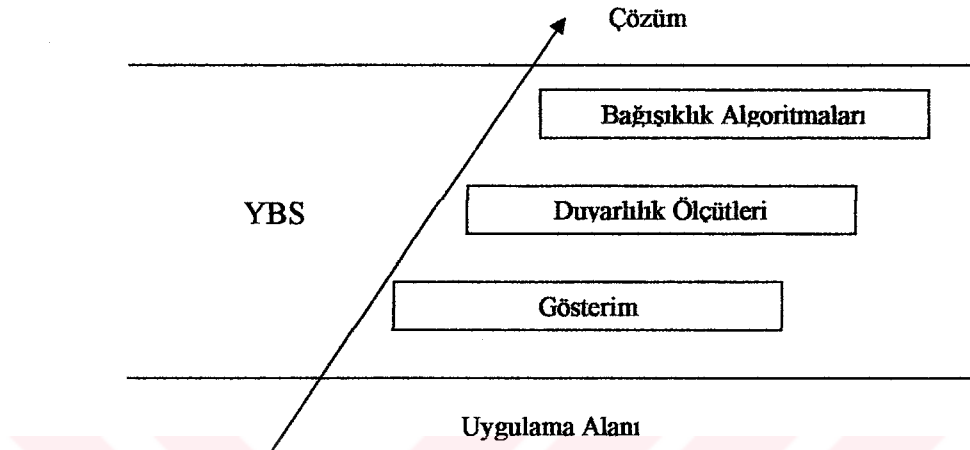 Çözüm
Bağışıklık Algoritmaları
YBS
Duyarlılık Ölçütleri
Gösterim
Uygulama Alanı